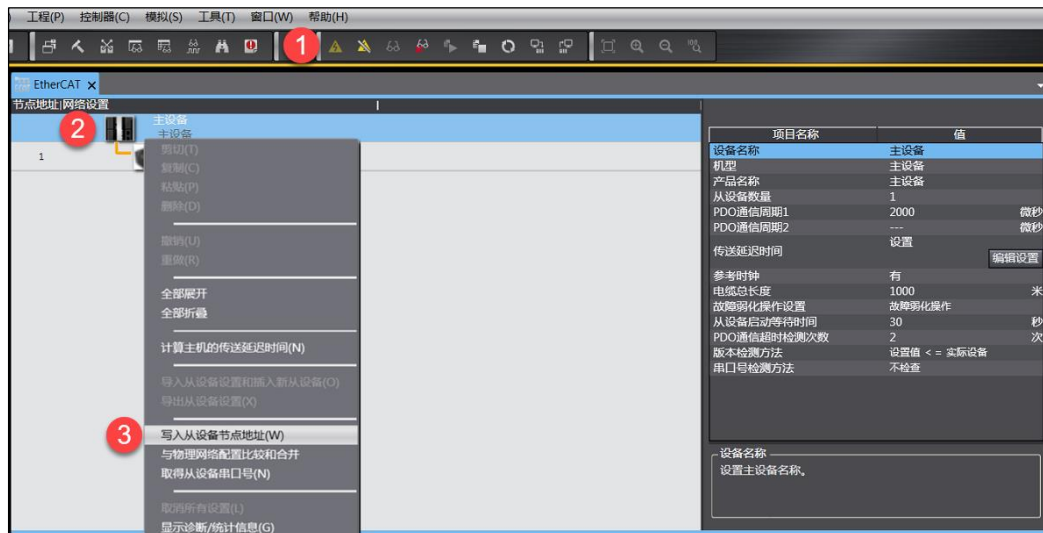 工程(P) 控制器(C) 模拟(S) 工具(T) 窗口(W) 帮助(H)
1
EtherCAT
节点地址|网络设置
2
主设备
主设备
1
剪切(T)
复制(C)
粘贴(P)
删除(D)
撤销(U)
重做(R)
全部展开
全部折叠
计算主机的传送延迟时间(N)
导入从设备设置和插入新从设备(O)
导出从设备设置(X)
3
写入从设备节点地址(W)
与物理网络配置比较和合并
取得从设备串口号(N)
取消所有设置(L)
显示诊断/统计信息(G)
项目名称 值
设备名称 主设备
机型 主设备
产品名称 主设备
从设备数量 1
PDO通信周期1 2000 微秒
PDO通信周期2 --- 微秒
传送延迟时间 设置
编辑设置
参考时钟 有
电缆总长度 1000 米
故障弱化操作设置 故障弱化操作
从设备启动等待时间 30 秒
PDO通信超时检测次数 2 次
版本检测方法 设置值 < = 实际设备
串口号检测方法 不检查
设备名称
设置主设备名称。